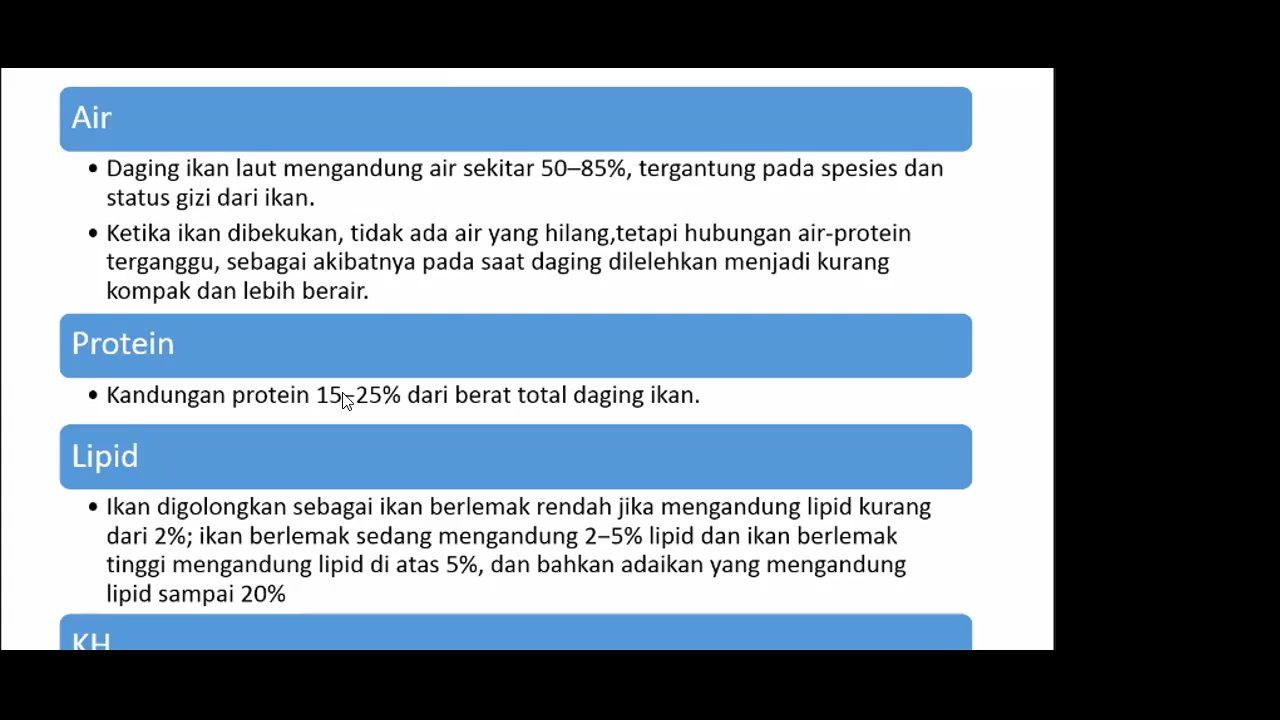 Air
• Daging ikan laut mengandung air sekitar 50–85%, tergantung pada spesies dan
status gizi dari ikan.
• Ketika ikan dibekukan, tidak ada air yang hilang,tetapi hubungan air-protein
terganggu, sebagai akibatnya pada saat daging dilelehkan menjadi kurang
kompak dan lebih berair.
Protein
• Kandungan protein 15–25% dari berat total daging ikan.
Lipid
• Ikan digolongkan sebagai ikan berlemak rendah jika mengandung lipid kurang
dari 2%; ikan berlemak sedang mengandung 2–5% lipid dan ikan berlemak
tinggi mengandung lipid di atas 5%, dan bahkan adaikan yang mengandung
lipid sampai 20%
KH